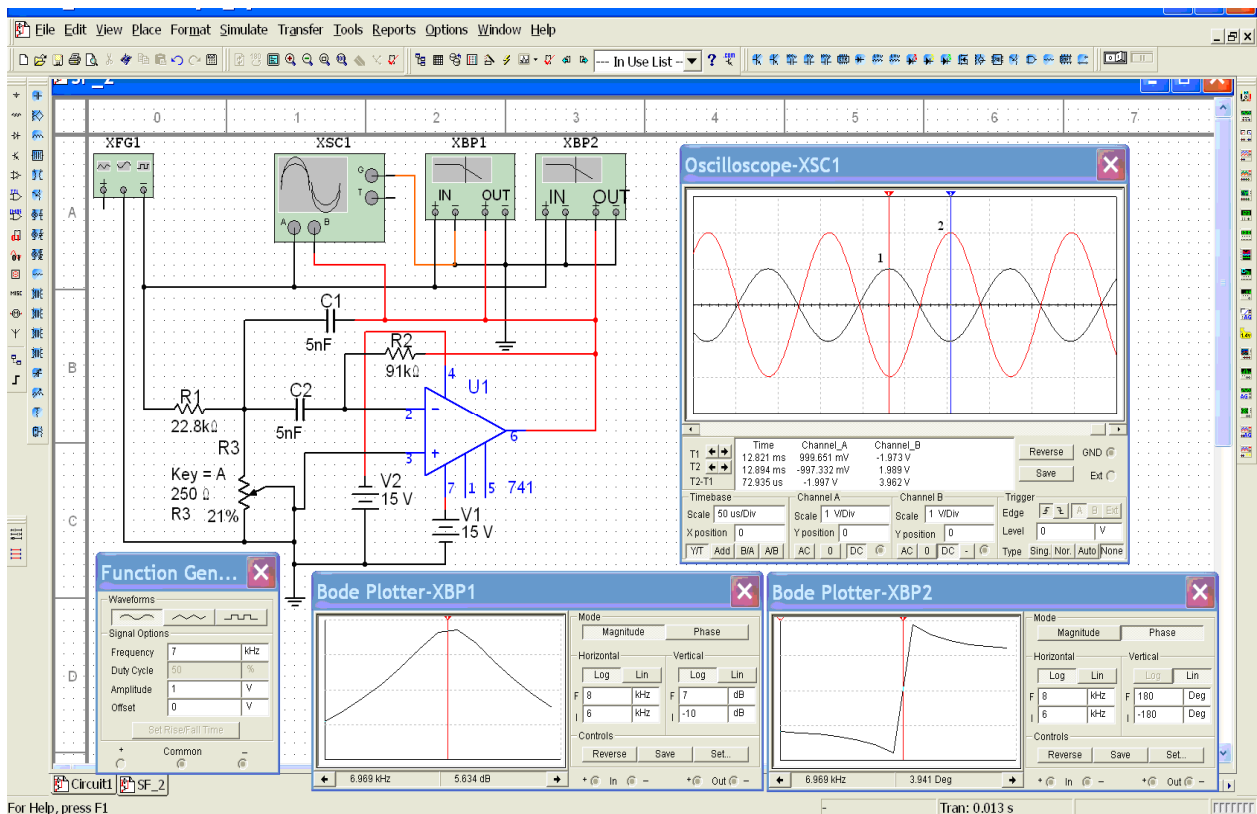 File Edit View Place Format Simulate Transfer Tools Reports Options Window Help
--- In Use List ---
SF_2
0 1 2 3 4 5 6 7
XFG1 XSC1 XBP1 XBP2
G
T
A B
IN OUT
IN OUT
A
B
C
D
C1
5nF
R2
91kΩ
4
U1
R1
22.8kΩ
C2
5nF
2
6
3
R3
Key = A
250 Ω
R3 21%
V2
15 V
7 1 5 741
V1
15 V
Oscilloscope-XSC1
1
2
Time Channel_A Channel_B
T1 12.821 ms 999.651 mV -1.973 V
T2 12.894 ms -997.332 mV 1.989 V
T2-T1 72.935 us -1.997 V 3.962 V
Reverse
Save
GND
Ext
Timebase
Scale 50 us/Div
X position 0
Y/T Add B/A A/B
Channel A
Scale 1 V/Div
Y position 0
AC 0 DC
Channel B
Scale 1 V/Div
Y position 0
AC 0 DC -
Trigger
Edge A B Ext
Level 0 V
Type Sing. Nor. Auto None
Function Gen...
Waveforms
Signal Options
Frequency 7 kHz
Duty Cycle 50 %
Amplitude 1 V
Offset 0 V
Set Rise/Fall Time
+ Common -
Bode Plotter-XBP1
Mode
Magnitude Phase
Horizontal Vertical
Log Lin Log Lin
F 8 kHz F 7 dB
I 6 kHz I -10 dB
Controls
Reverse Save Set...
6.969 kHz 5.634 dB
+ In - + Out -
Bode Plotter-XBP2
Mode
Magnitude Phase
Horizontal Vertical
Log Lin Log Lin
F 8 kHz F 180 Deg
I 6 kHz I -180 Deg
Controls
Reverse Save Set...
6.969 kHz 3.941 Deg
+ In - + Out -
Circuit1 SF_2
For Help, press F1
- Tran: 0.013 s